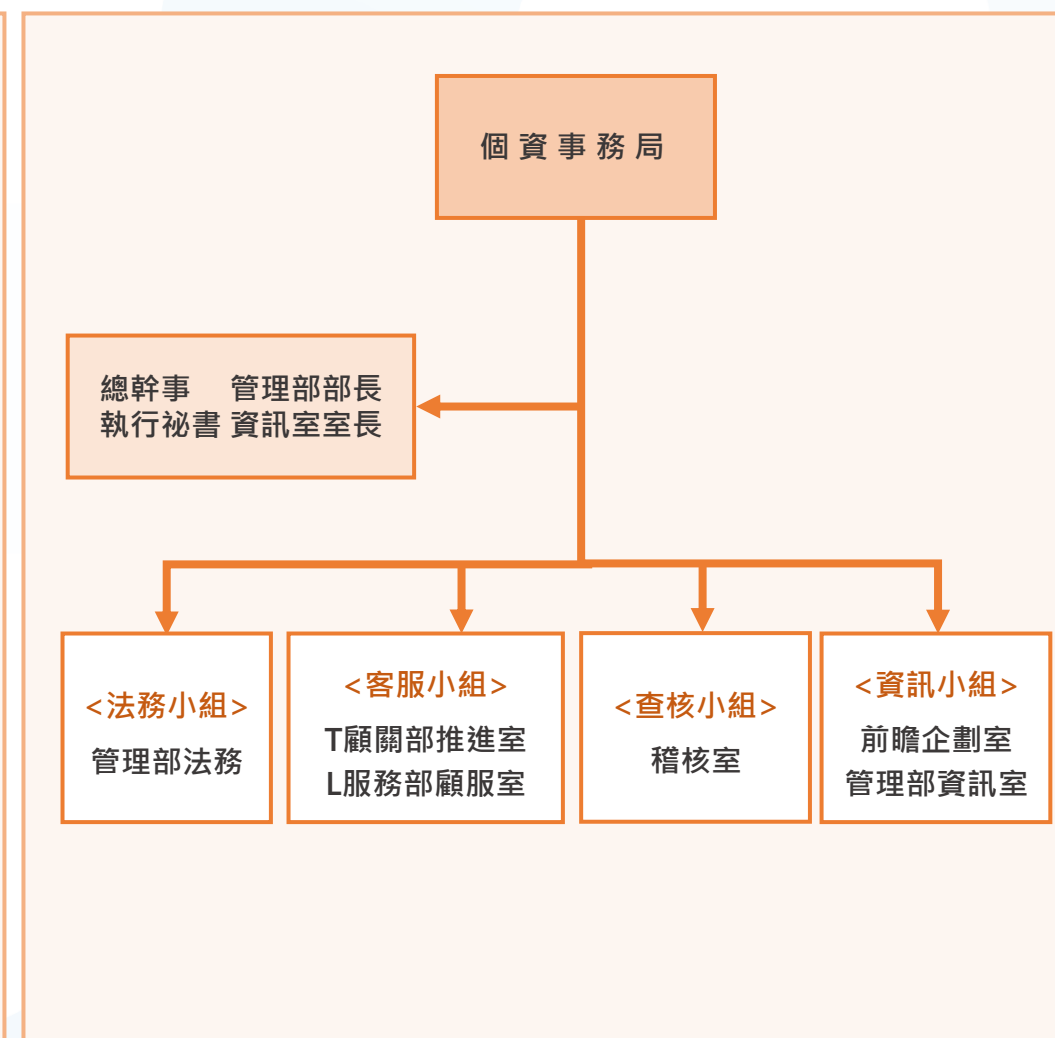 個資事務局
總幹事 管理部部長
執行祕書 資訊室室長
<法務小組>
管理部法務
<客服小組>
T顧關部推進室
L服務部顧服室
<查核小組>
稽核室
<資訊小組>
前瞻企劃室
管理部資訊室